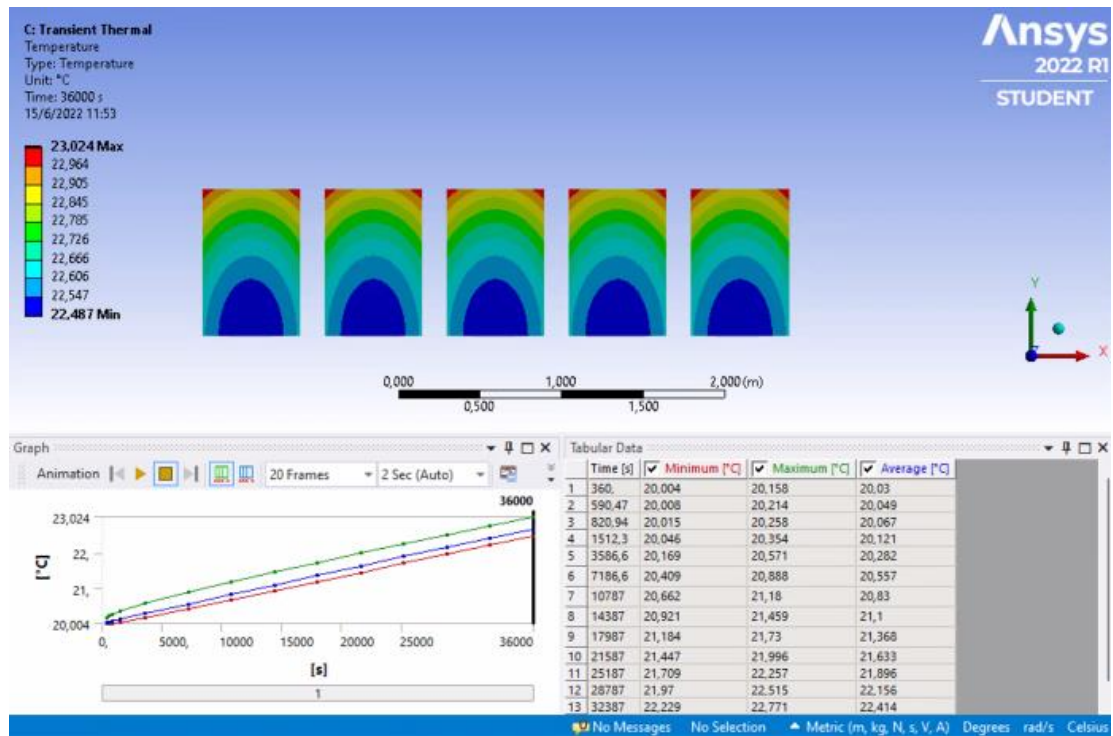 C: Transient Thermal
Temperature
Type: Temperature
Unit: °C
Time: 36000 s
15/6/2022 11:53
Ansys
2022 R1
STUDENT
23,024 Max
22,964
22,905
22,845
22,785
22,726
22,666
22,606
22,547
22,487 Min
Y
X
0,000 1,000 2,000 (m)
0,500 1,500
Graph
Animation 20 Frames 2 Sec (Auto)
36000
23,024
22,
21,
20,004
[°C]
0, 5000, 10000 15000 20000 25000 36000
[s]
1
Tabular Data
Time [s] Minimum [°C] Maximum [°C] Average [°C]
1 360, 20,004 20,158 20,03
2 590,47 20,008 20,214 20,049
3 820,94 20,015 20,258 20,067
4 1512,3 20,046 20,354 20,121
5 3586,6 20,169 20,571 20,282
6 7186,6 20,409 20,888 20,557
7 10787 20,662 21,18 20,83
8 14387 20,921 21,459 21,1
9 17987 21,184 21,73 21,368
10 21587 21,447 21,996 21,633
11 25187 21,709 22,257 21,896
12 28787 21,97 22,515 22,156
13 32387 22,229 22,771 22,414
No Messages No Selection Metric (m, kg, N, s, V, A) Degrees rad/s Celsius